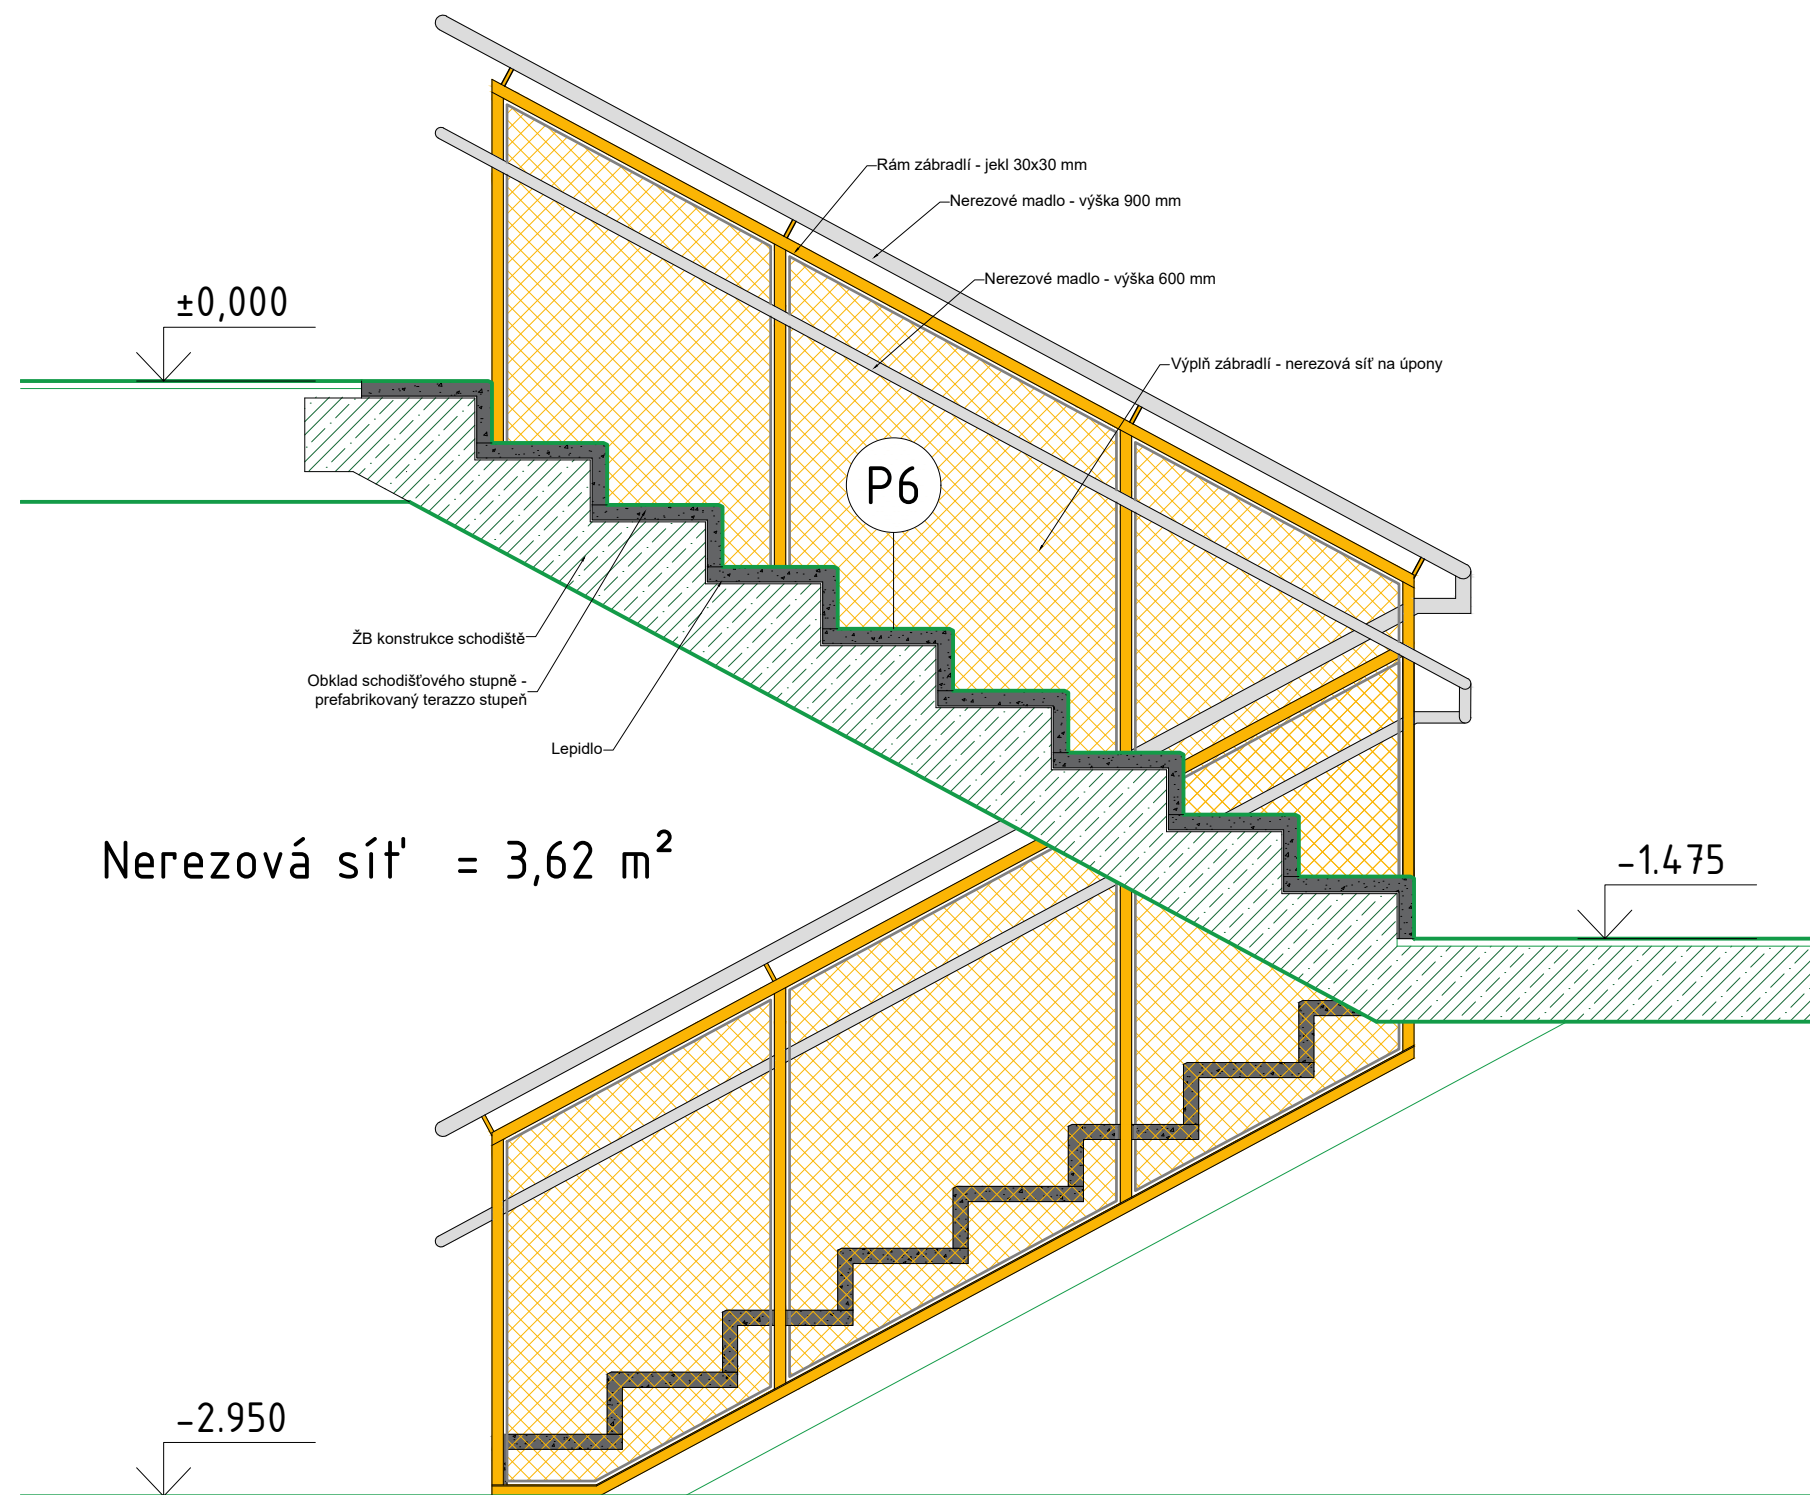 Rám zábradlí - jekl 30x30 mm
Nerezové madlo - výška 900 mm
Nerezové madlo - výška 600 mm
±0,000
Výplň zábradlí - nerezová síť na úpony
P6
ŽB konstrukce schodiště
Obklad schodišťového stupně -
prefabrikovaný terazzo stupeň
Lepidlo
Nerezová síť = 3,62 m²
-1.475
-2.950